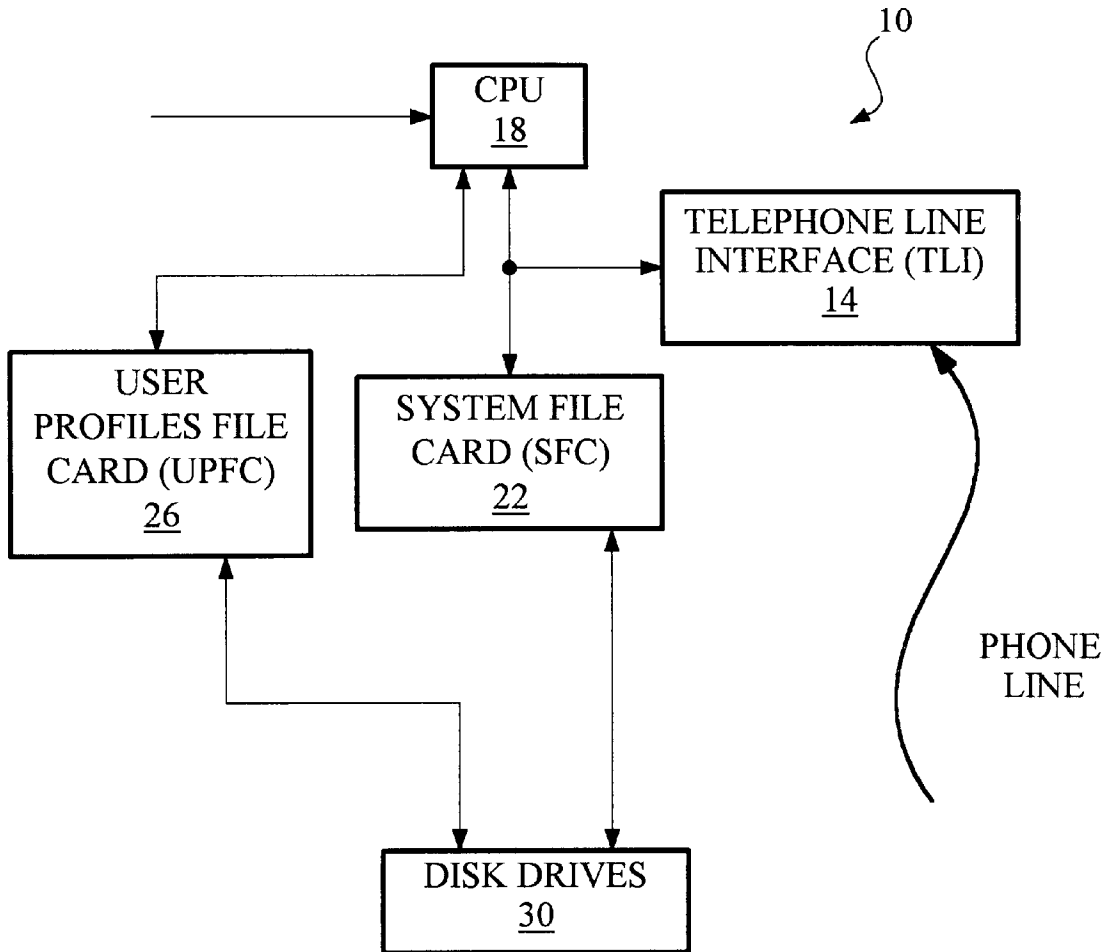 10
CPU
18
TELEPHONE LINE
INTERFACE (TLI)
14
USER
PROFILES FILE
CARD (UPFC)
26
SYSTEM FILE
CARD (SFC)
22
PHONE
LINE
DISK DRIVES
30